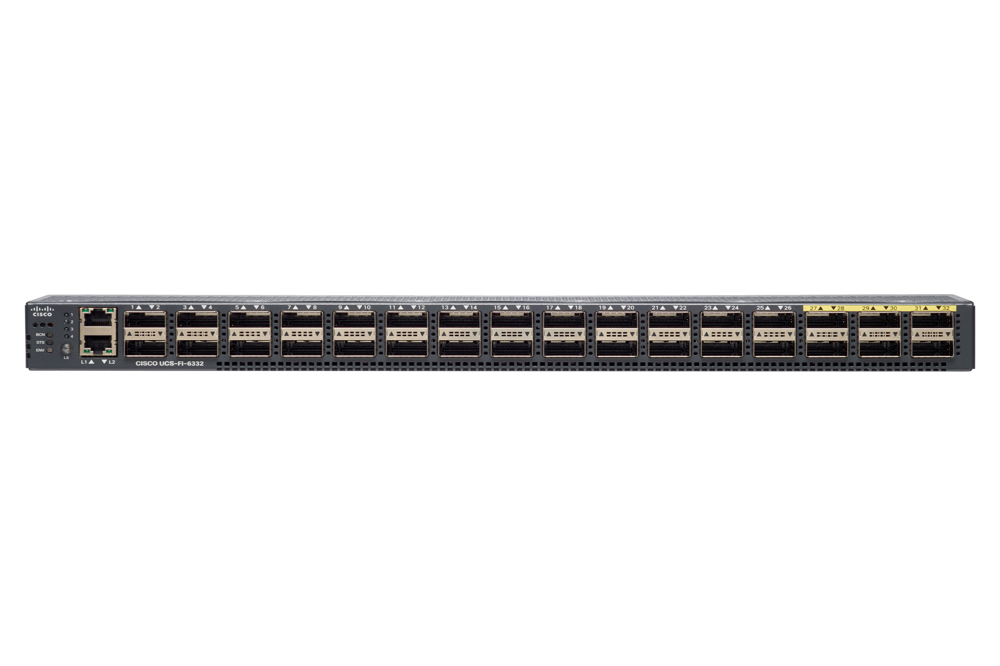 CISCO
1
2
3
4
BCN
STS
ENV
LS
L1▲ ▼L2
1▲ ▼2 3▲ ▼4 5▲ ▼6 7▲ ▼8 9▲ ▼10 11▲ ▼12 13▲ ▼14 15▲ ▼16 17▲ ▼18 19▲ ▼20 21▲ ▼22 23▲ ▼24 25▲ ▼26 27▲ ▼28 29▲ ▼30 31▲ ▼32
CISCO UCS-FI-6332